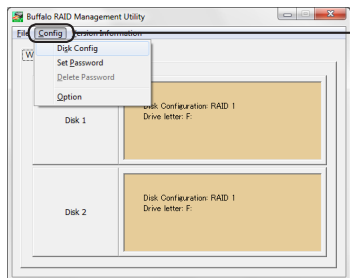 Buffalo RAID Management Utility
File Config Version Information
W
Disk Config
Set Password
Delete Password
Option
Disk 1
Disk Configuration: RAID 1
Drive letter: F:
Disk 2
Disk Configuration: RAID 1
Drive letter: F: